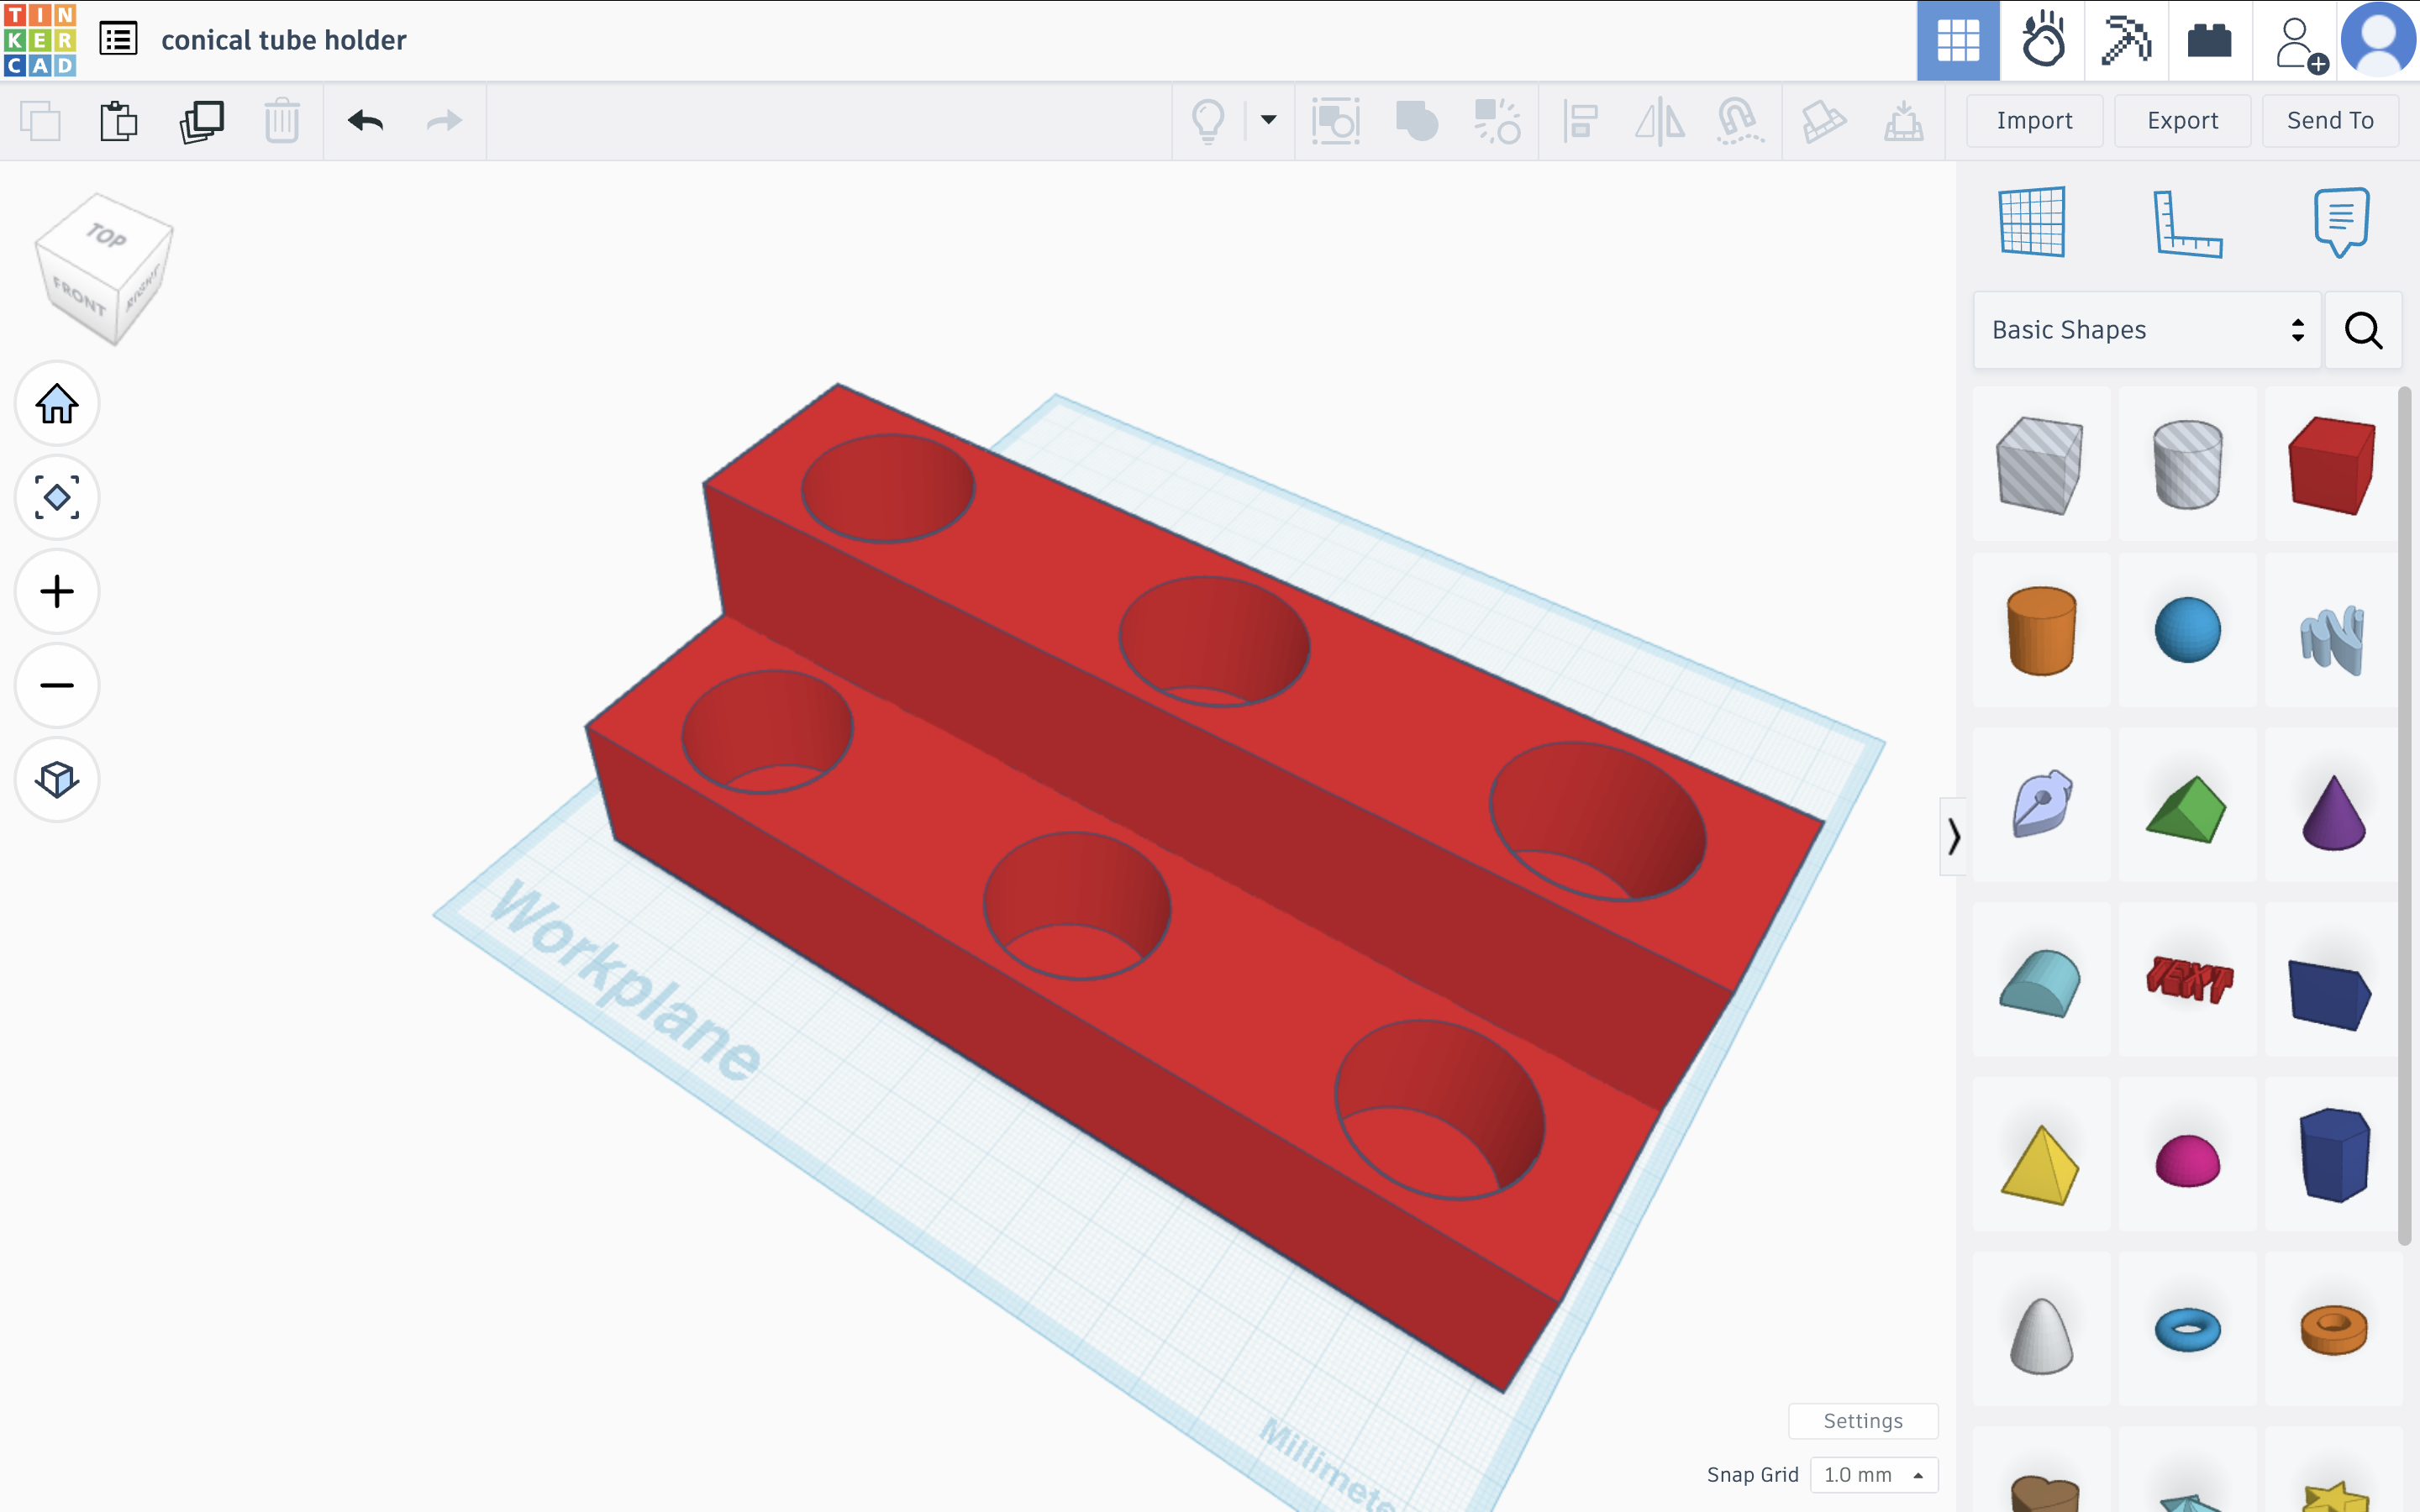 TIN
KER
CAD
conical tube holder
Import
Export
Send To
TOP
FRONT
RIGHT
Basic Shapes
TEXT
Workplane
Settings
Snap Grid
1.0 mm